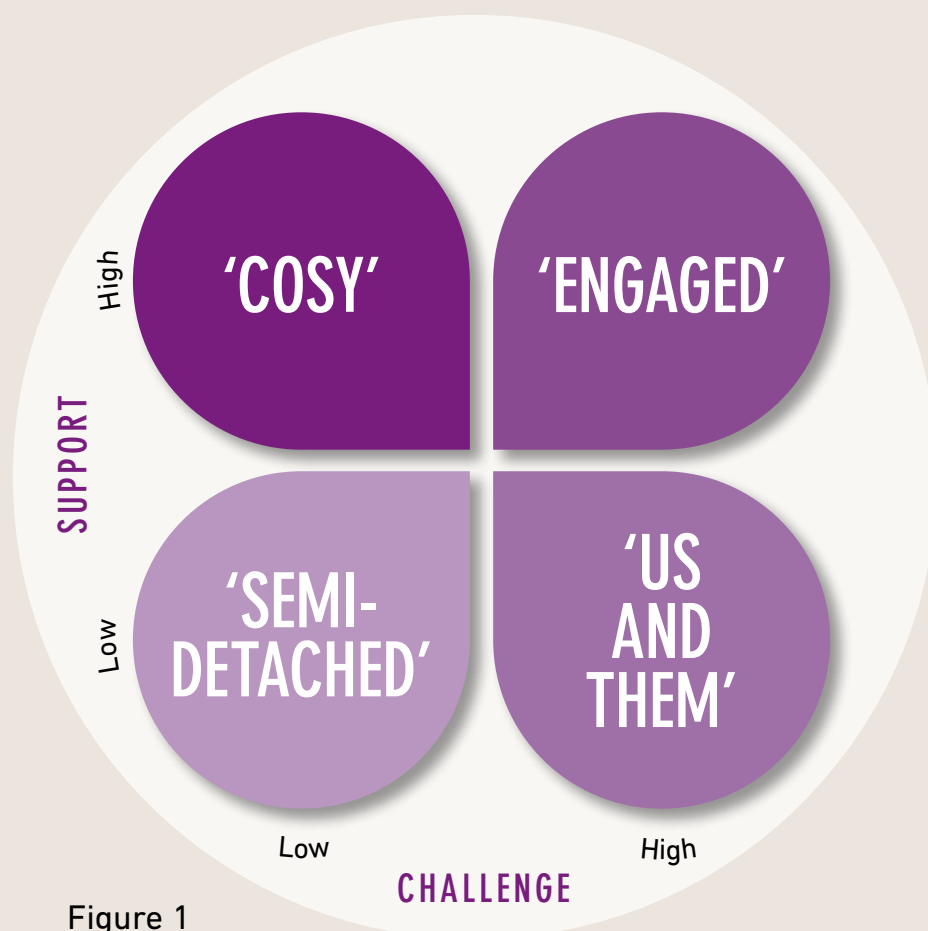 High
‘COSY’
‘ENGAGED’
SUPPORT
Low
‘SEMI-
DETACHED’
‘US
AND
THEM’
Low
High
CHALLENGE
Figure 1